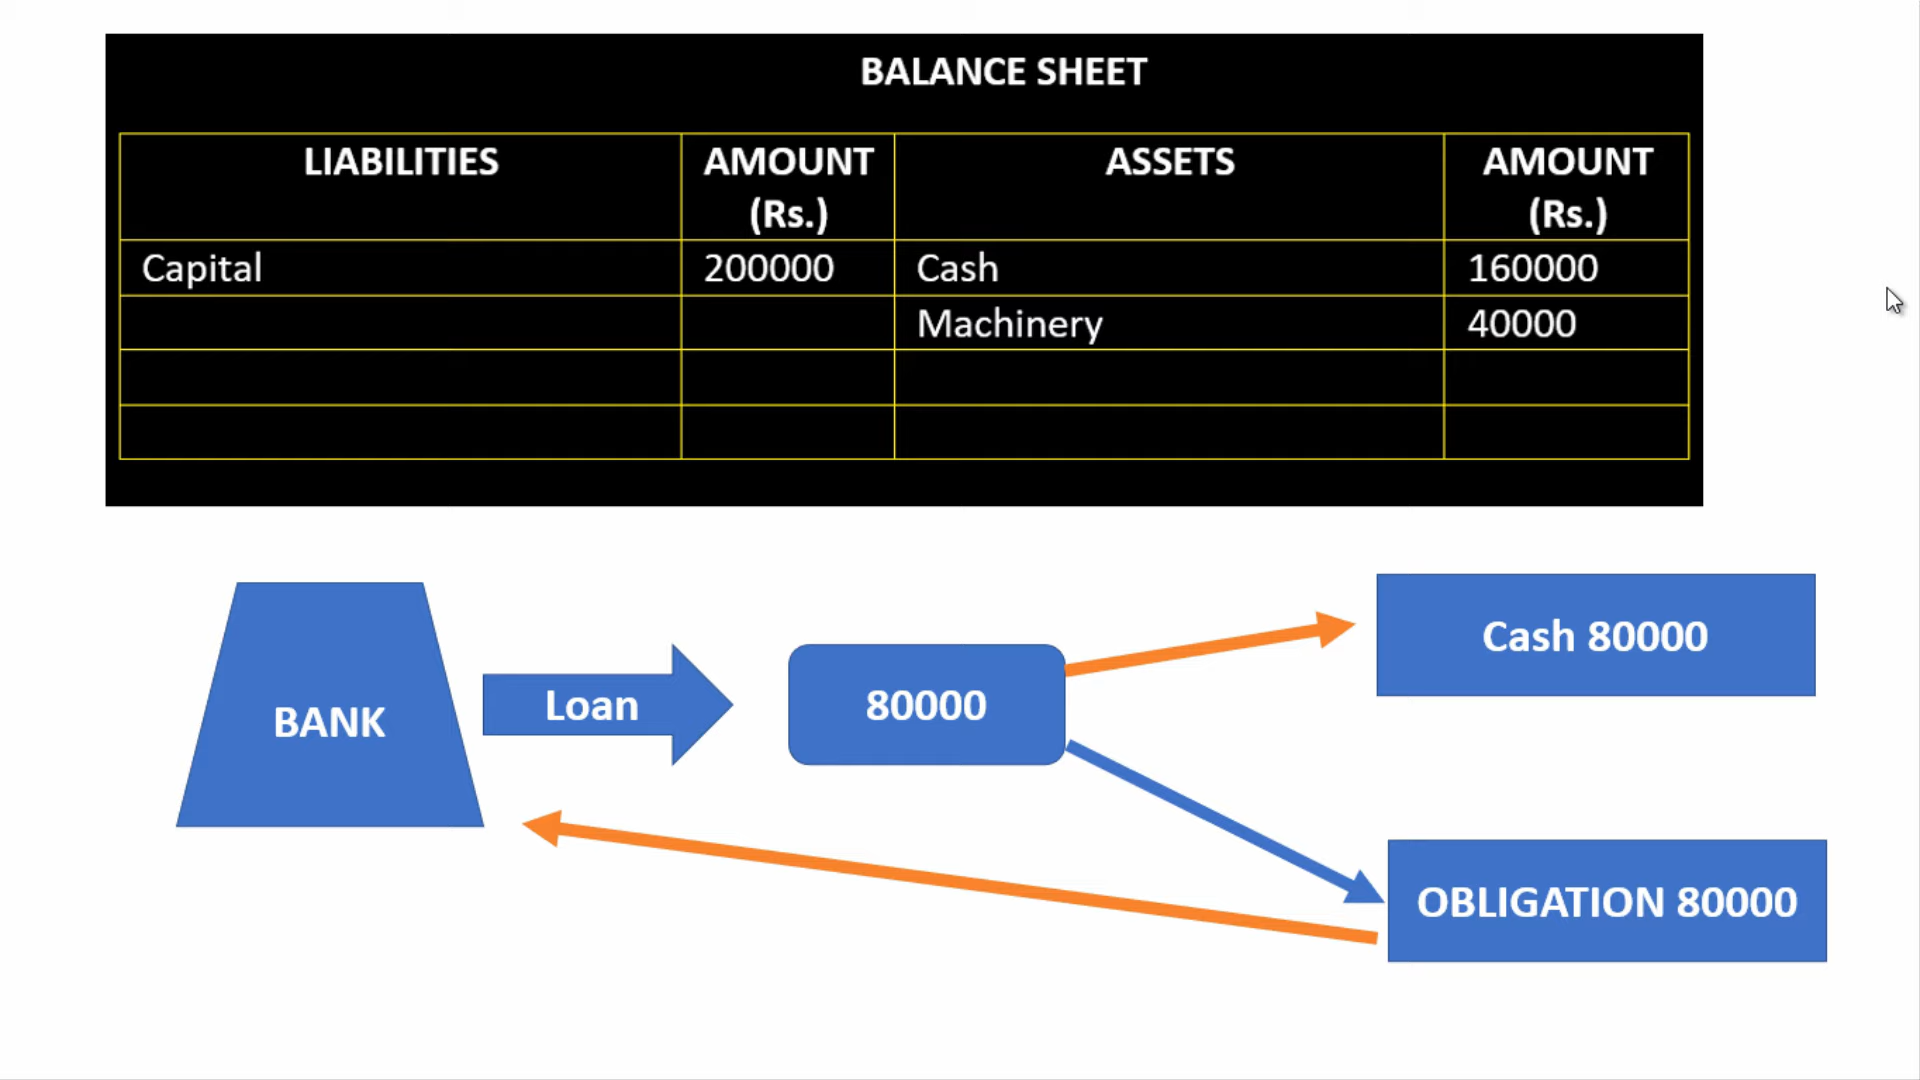 BALANCE SHEET
LIABILITIES AMOUNT (Rs.) ASSETS AMOUNT (Rs.)
Capital 200000 Cash 160000
Machinery 40000
BANK
Loan
80000
Cash 80000
OBLIGATION 80000